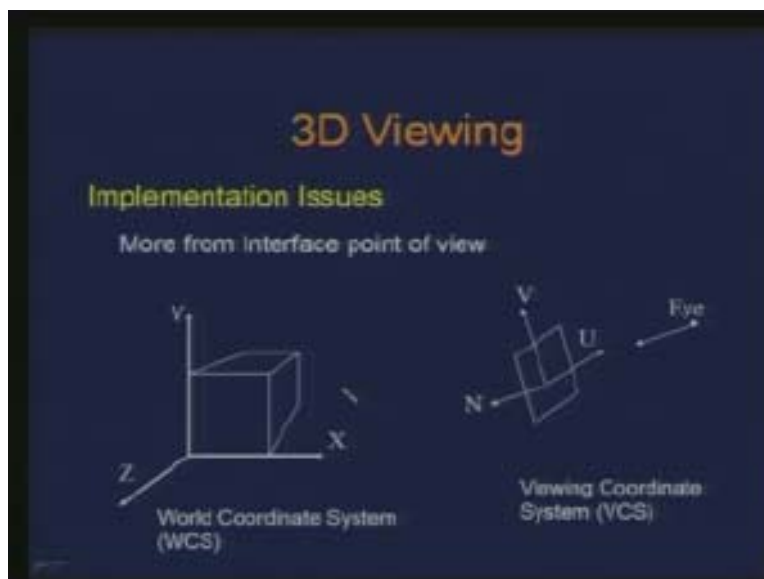 3D Viewing
Implementation Issues
More from Interface point of view
Y
X
Z
World Coordinate System
(WCS)
V
U
N
Eye
Viewing Coordinate
System (VCS)